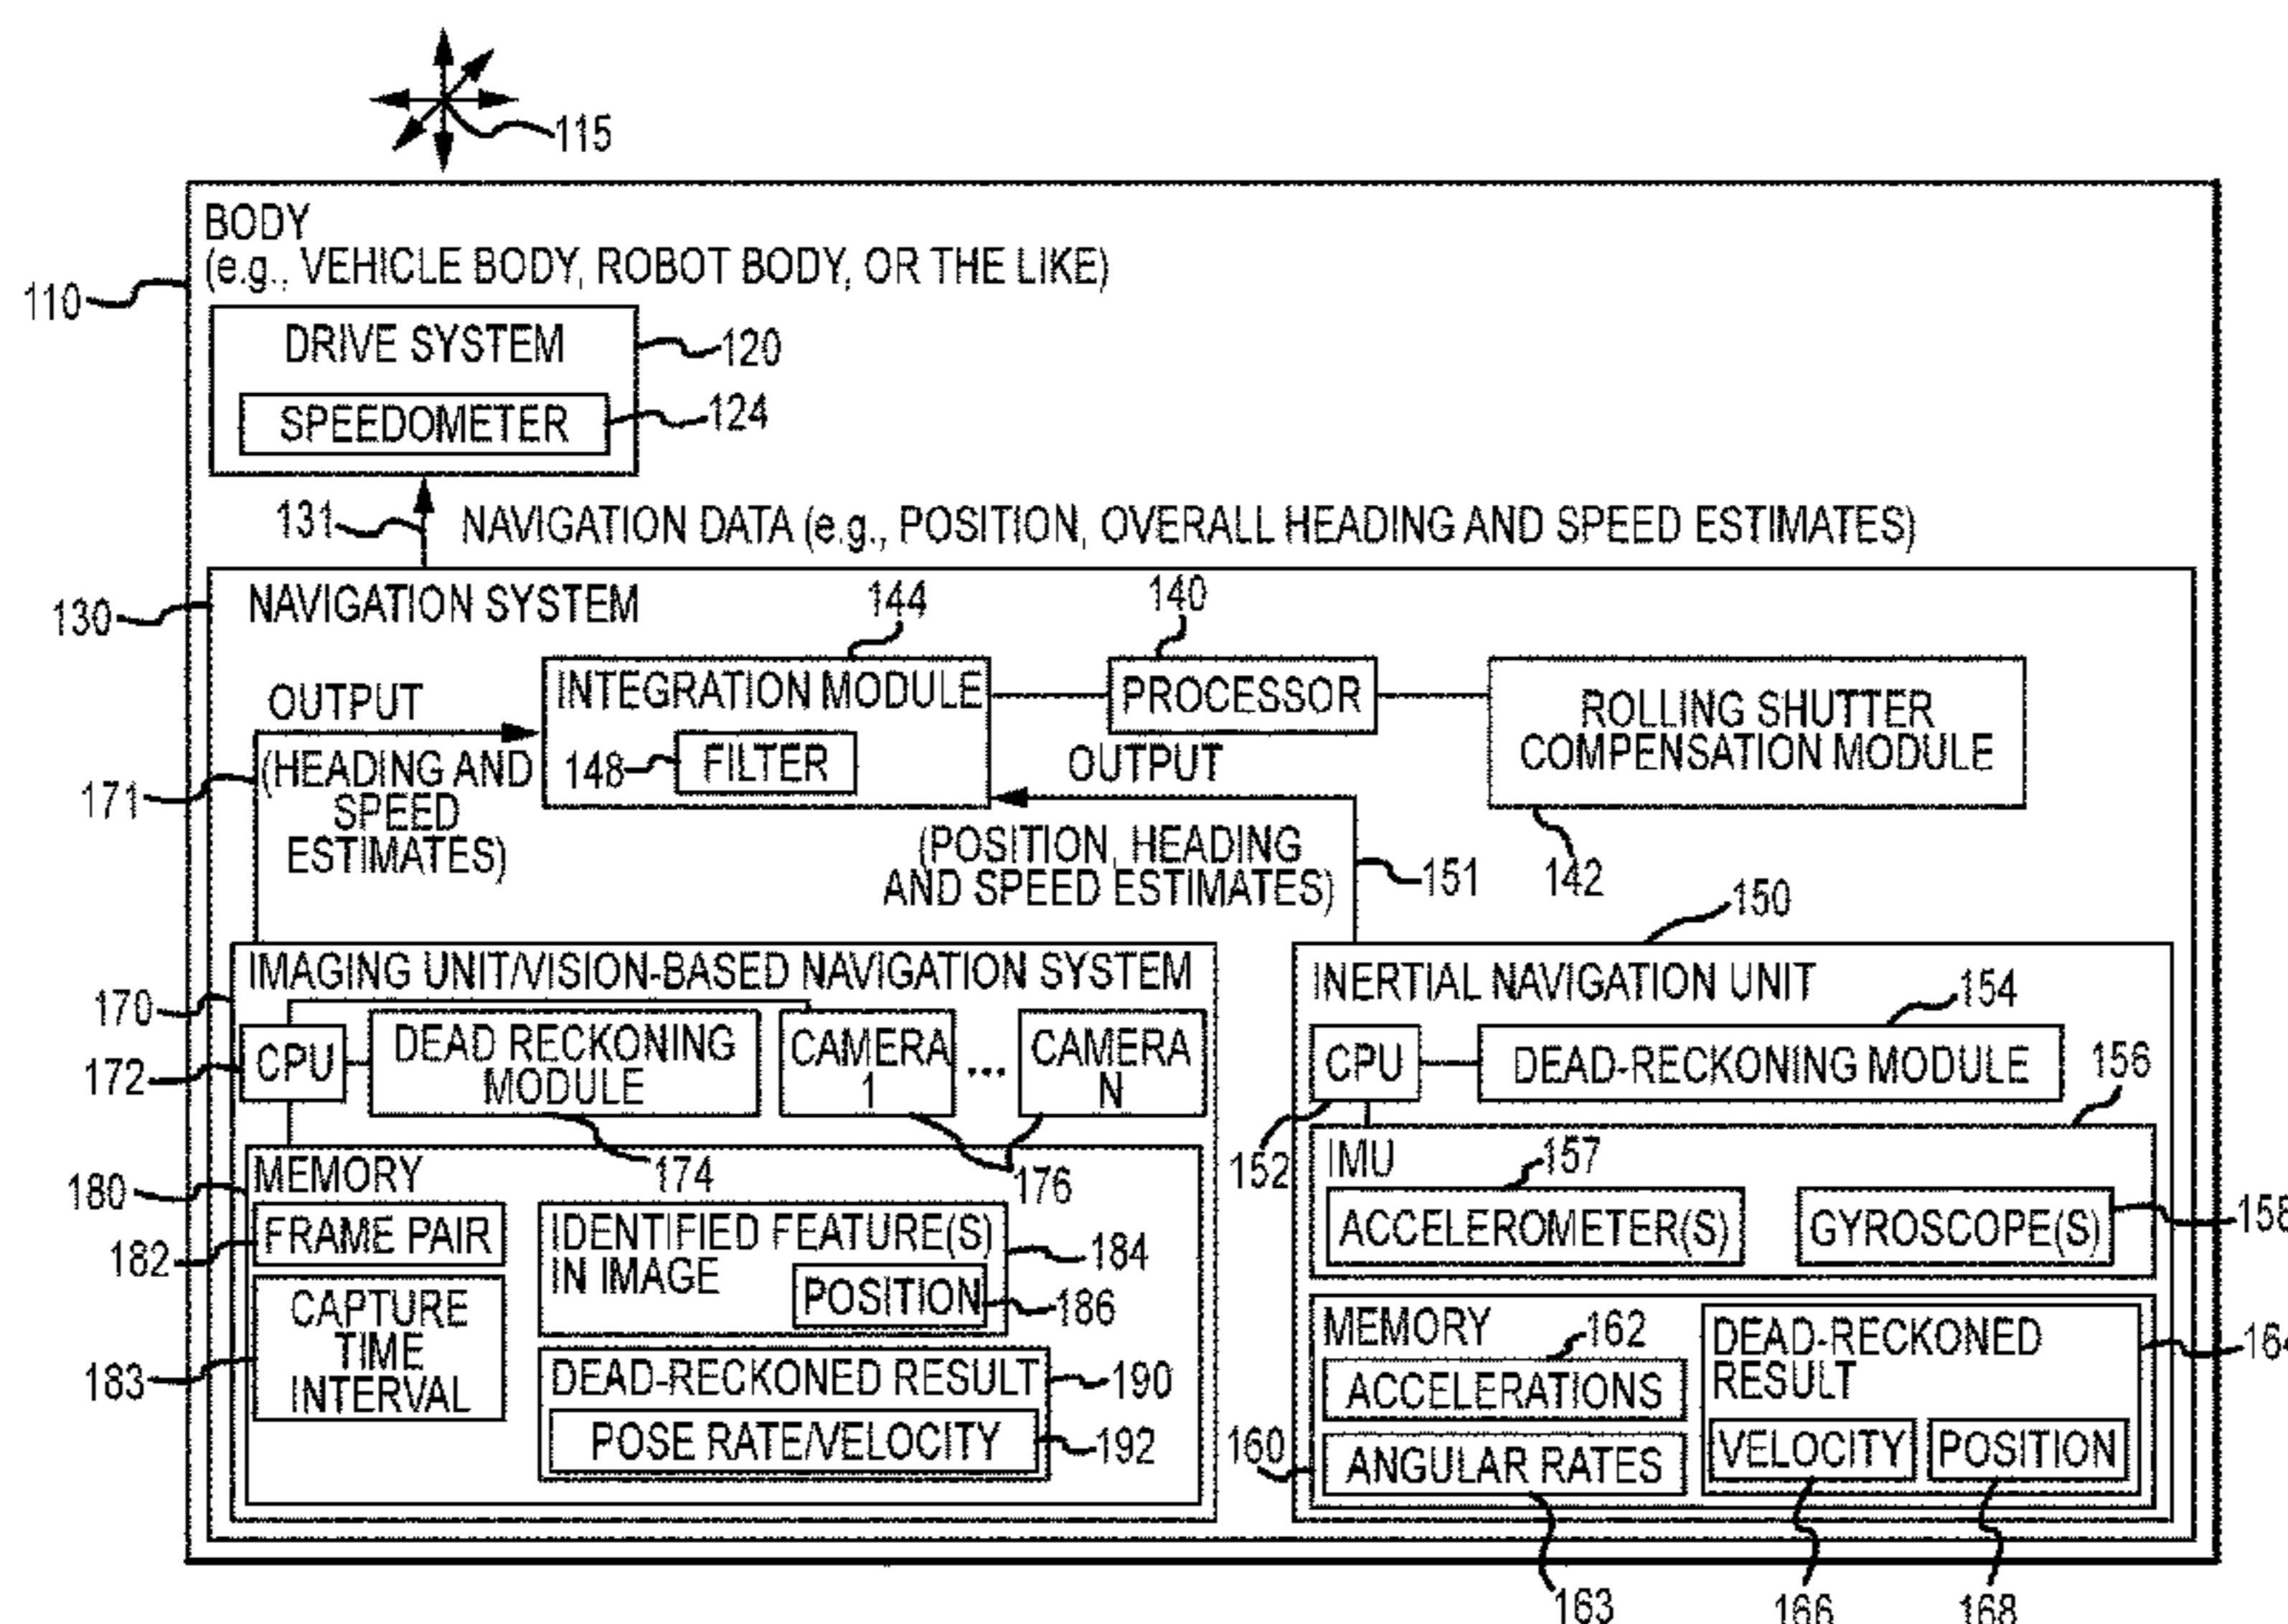 115
BODY
(e.g., VEHICLE BODY, ROBOT BODY, OR THE LIKE)
110
DRIVE SYSTEM
120
SPEEDOMETER
124
131
NAVIGATION DATA (e.g., POSITION, OVERALL HEADING AND SPEED ESTIMATES)
130
NAVIGATION SYSTEM
144
140
OUTPUT
(HEADING AND
SPEED
ESTIMATES)
171
INTEGRATION MODULE
148
FILTER
PROCESSOR
ROLLING SHUTTER
COMPENSATION MODULE
142
OUTPUT
(POSITION, HEADING
AND SPEED ESTIMATES)
151
150
IMAGING UNIT/VISION-BASED NAVIGATION SYSTEM
170
CPU
172
DEAD RECKONING
MODULE
174
CAMERA
1
...
CAMERA
N
176
MEMORY
180
FRAME PAIR
182
CAPTURE
TIME
INTERVAL
183
IDENTIFIED FEATURE(S)
IN IMAGE
184
POSITION
186
DEAD-RECKONED RESULT
190
POSE RATE/VELOCITY
192
INERTIAL NAVIGATION UNIT
154
CPU
152
DEAD-RECKONING MODULE
156
IMU
157
ACCELEROMETER(S)
GYROSCOPE(S)
158
MEMORY
162
ACCELERATIONS
160
ANGULAR RATES
163
DEAD-RECKONED
RESULT
164
VELOCITY
166
POSITION
168